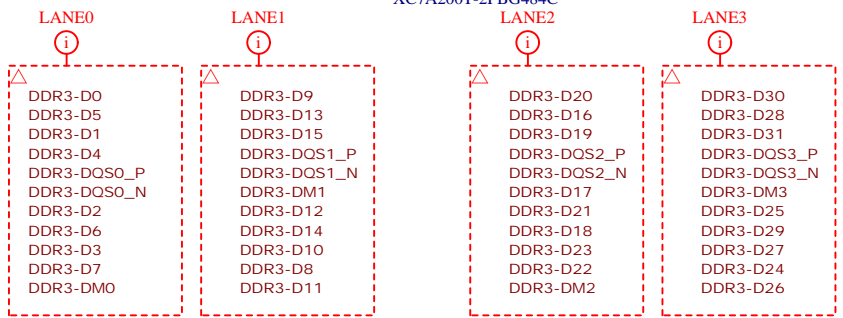 XC7A200T-2FBG484C
LANE0
i
DDR3-D0
DDR3-D5
DDR3-D1
DDR3-D4
DDR3-DQS0_P
DDR3-DQS0_N
DDR3-D2
DDR3-D6
DDR3-D3
DDR3-D7
DDR3-DM0
LANE1
i
DDR3-D9
DDR3-D13
DDR3-D15
DDR3-DQS1_P
DDR3-DQS1_N
DDR3-DM1
DDR3-D12
DDR3-D14
DDR3-D10
DDR3-D8
DDR3-D11
LANE2
i
DDR3-D20
DDR3-D16
DDR3-D19
DDR3-DQS2_P
DDR3-DQS2_N
DDR3-D17
DDR3-D21
DDR3-D18
DDR3-D23
DDR3-D22
DDR3-DM2
LANE3
i
DDR3-D30
DDR3-D28
DDR3-D31
DDR3-DQS3_P
DDR3-DQS3_N
DDR3-DM3
DDR3-D25
DDR3-D29
DDR3-D27
DDR3-D24
DDR3-D26